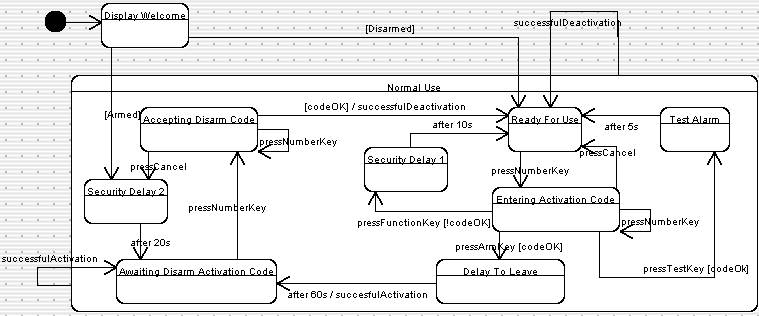 Display Welcome
successfulDeactivation
[Disarmed]
Normal Use
[codeOK] / successfulDeactivation
[Armed]
Accepting Disarm Code
after 10s
Ready For Use
after 5s
Test Alarm
pressNumberKey
pressCancel
Security Delay 1
pressCancel
pressNumberKey
Security Delay 2
pressNumberKey
Entering Activation Code
pressFunctionKey [!codeOK]
pressNumberKey
after 20s
pressArmKey [codeOK]
successfulActivation
Awaiting Disarm Activation Code
Delay To Leave
pressTestKey [codeOk]
after 60s / succesfulActivation